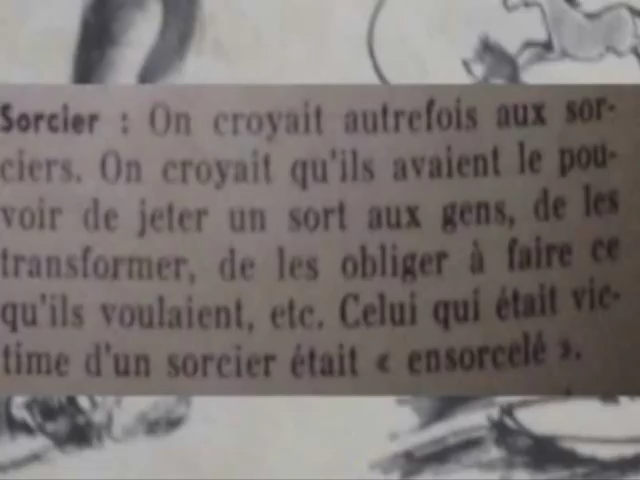 Sorcier : On croyait autrefois aux sor-
ciers. On croyait qu'ils avaient le pou-
voir de jeter un sort aux gens, de les
transformer, de les obliger à faire ce
qu'ils voulaient, etc. Celui qui était vic-
time d'un sorcier était « ensorcelé ».